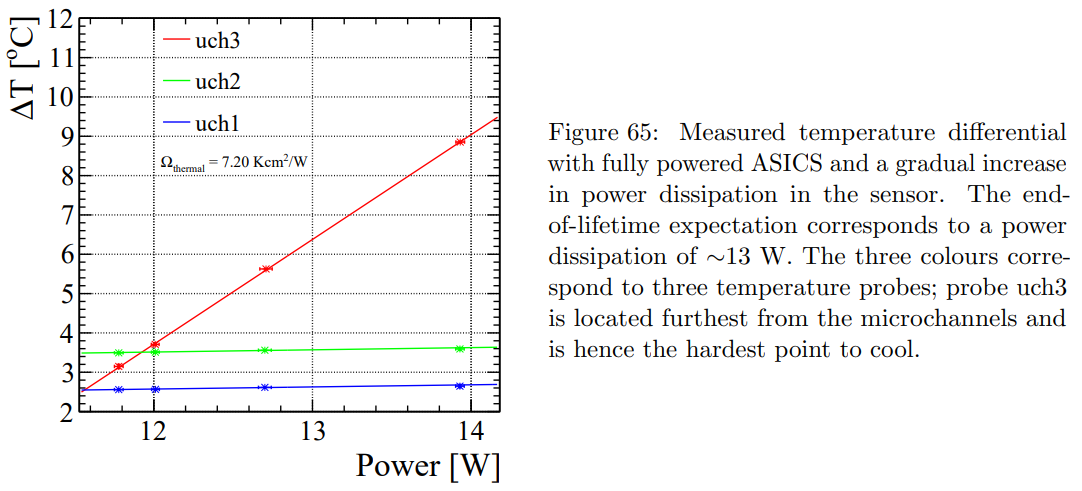 ΔT [°C]
12
11
10
9
8
7
6
5
4
3
2
uch3
uch2
uch1
Ωthermal = 7.20 Kcm²/W
12 13 14
Power [W]
Figure 65: Measured temperature differential
with fully powered ASICS and a gradual increase
in power dissipation in the sensor. The end-
of-lifetime expectation corresponds to a power
dissipation of ∼13 W. The three colours corre-
spond to three temperature probes; probe uch3
is located furthest from the microchannels and
is hence the hardest point to cool.